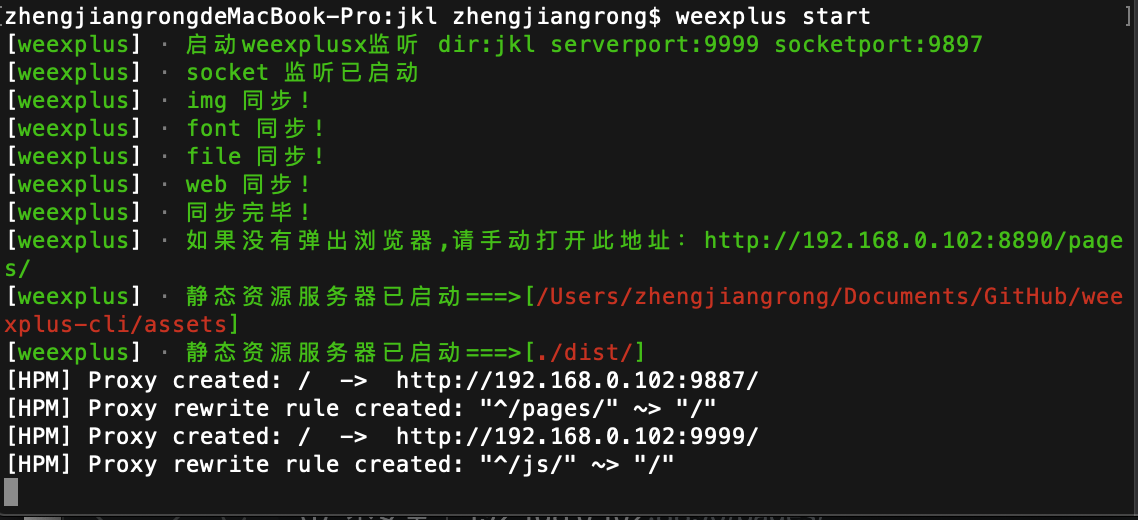 zhengjiangrongdeMacBook-Pro:jkl zhengjiangrong$ weexplus start
[weexplus] · 启动weexplusx监听 dir:jkl serverport:9999 socketport:9897
[weexplus] · socket 监听已启动
[weexplus] · img 同步!
[weexplus] · font 同步!
[weexplus] · file 同步!
[weexplus] · web 同步!
[weexplus] · 同步完毕!
[weexplus] · 如果没有弹出浏览器,请手动打开此地址: http://192.168.0.102:8890/page
s/
[weexplus] · 静态资源服务器已启动===>[/Users/zhengjiangrong/Documents/GitHub/wee
xplus-cli/assets]
[weexplus] · 静态资源服务器已启动===>[./dist/]
[HPM] Proxy created: /  ->  http://192.168.0.102:9887/
[HPM] Proxy rewrite rule created: "^/pages/" ~> "/"
[HPM] Proxy created: /  ->  http://192.168.0.102:9999/
[HPM] Proxy rewrite rule created: "^/js/" ~> "/"